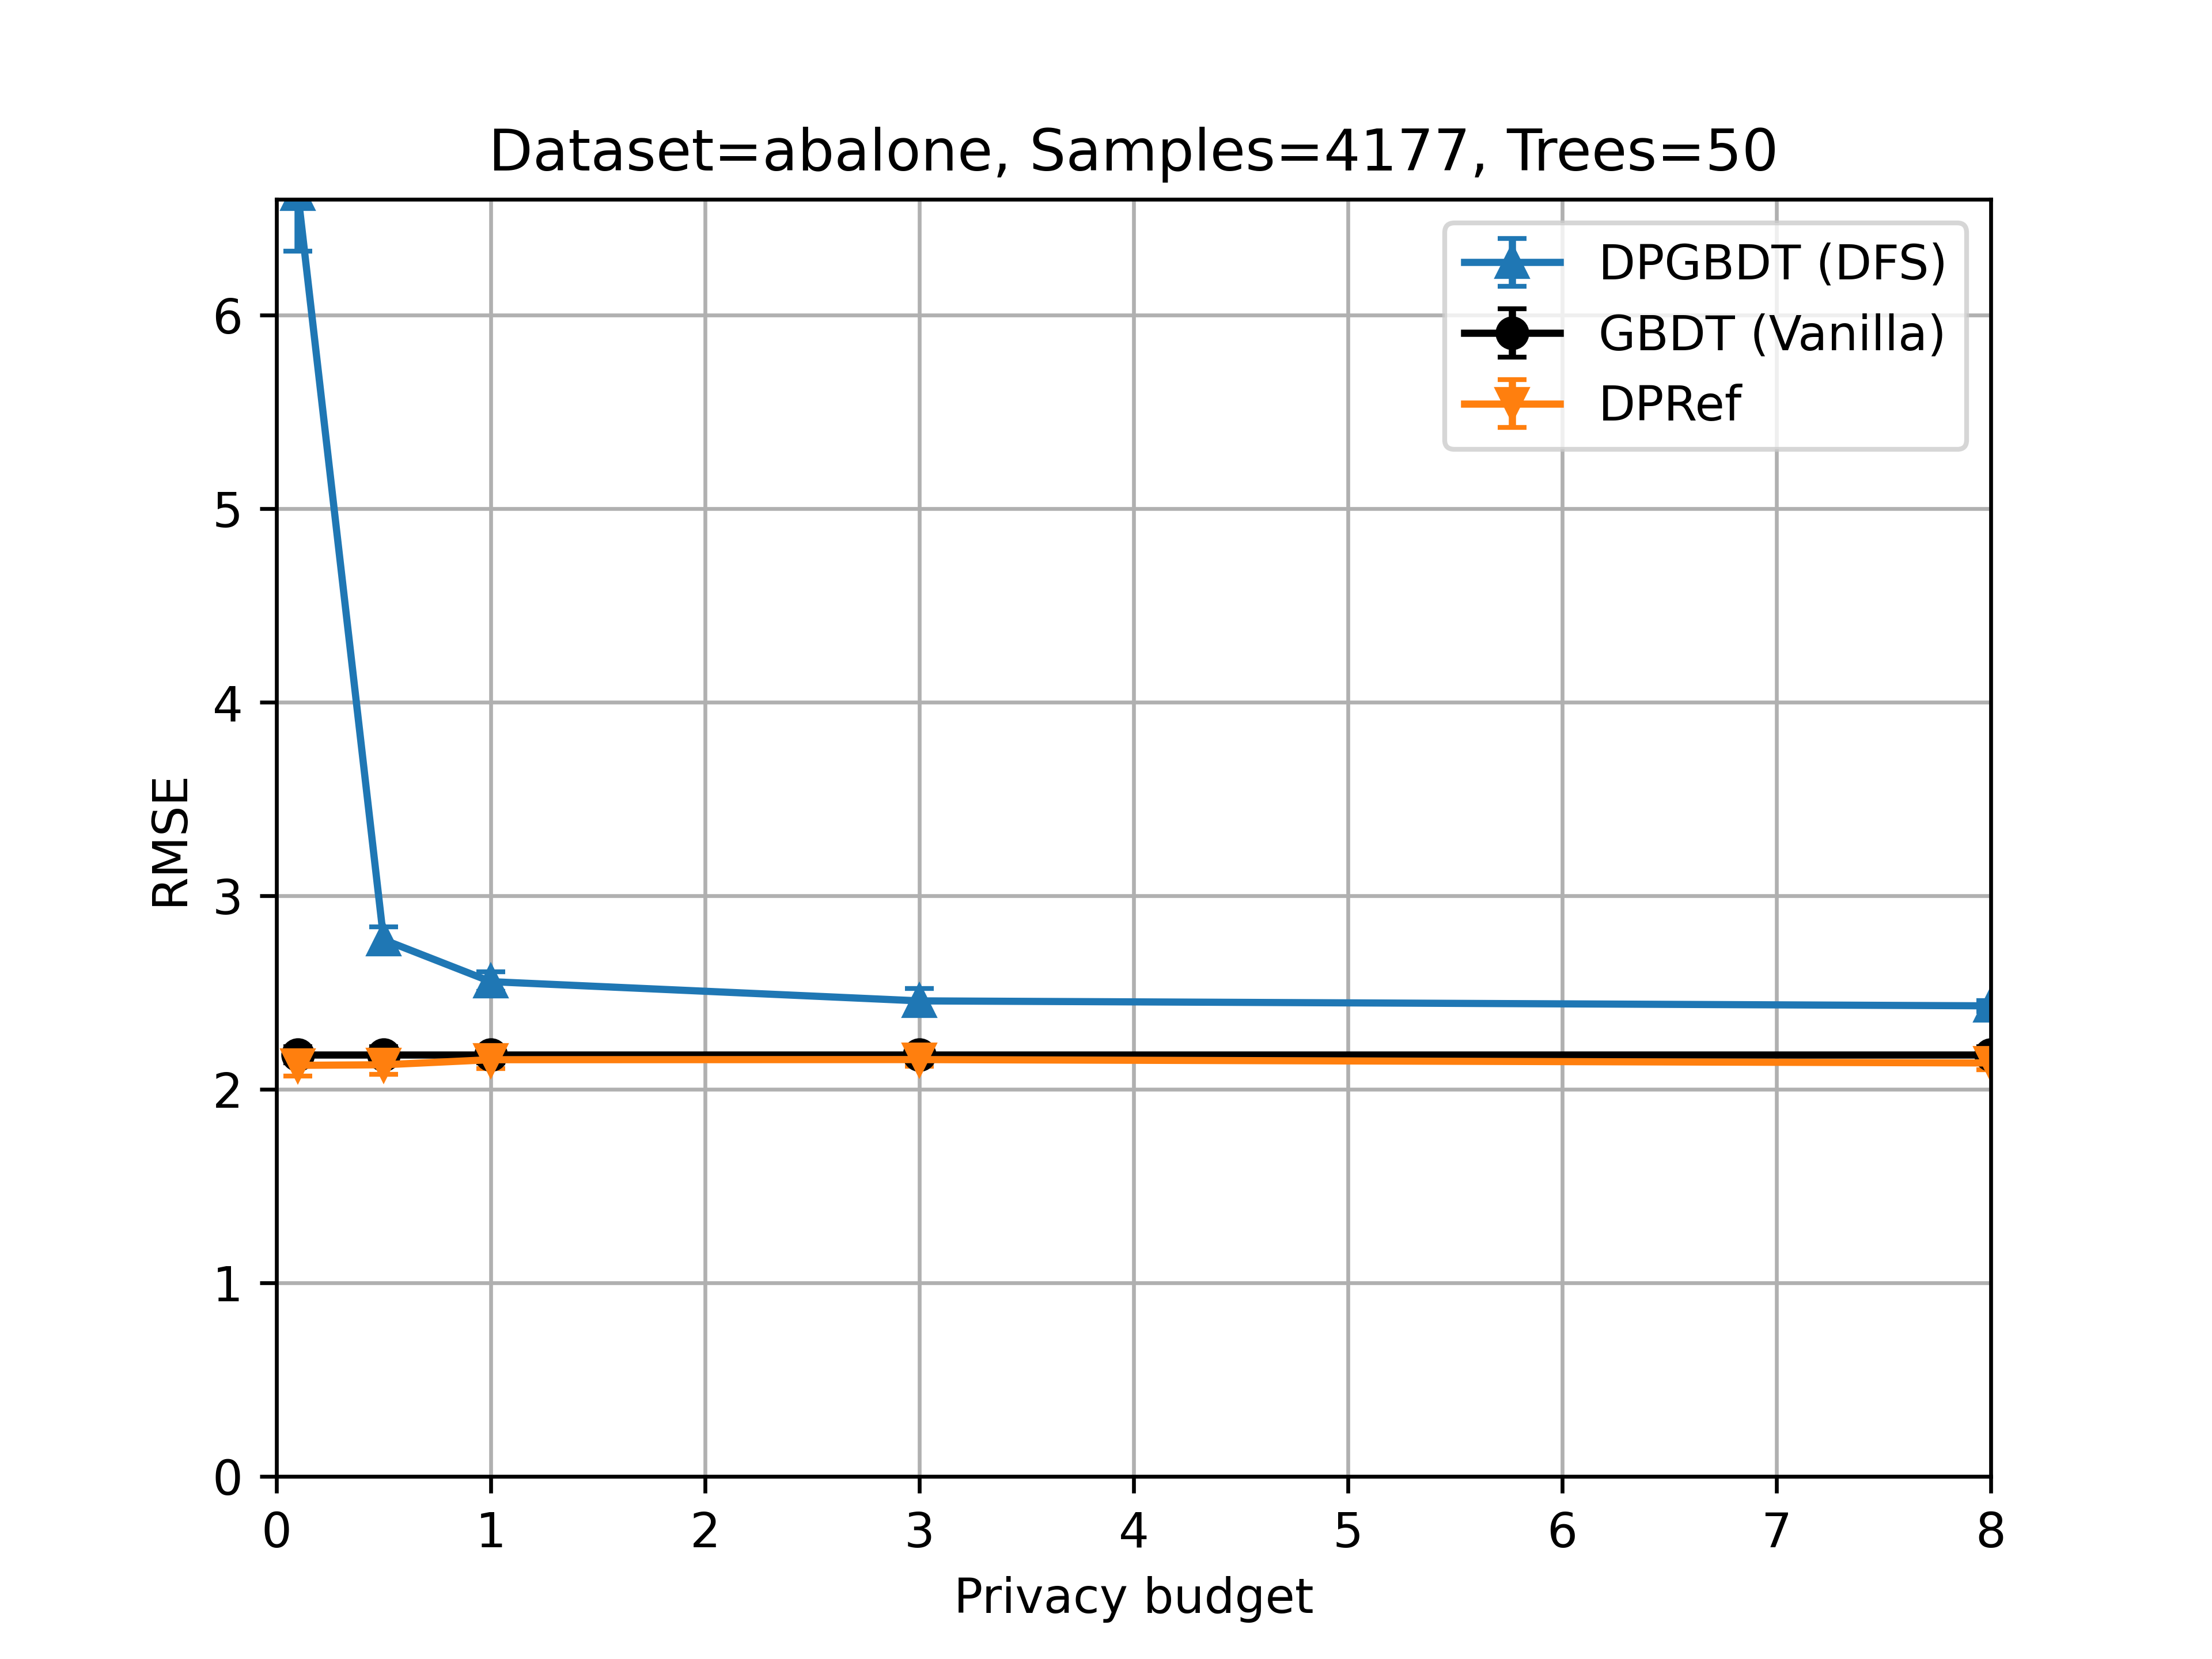 Dataset=abalone, Samples=4177, Trees=50
DPGBDT (DFS)
GBDT (Vanilla)
DPRef
RMSE
6
5
4
3
2
1
0
0 1 2 3 4 5 6 7 8
Privacy budget